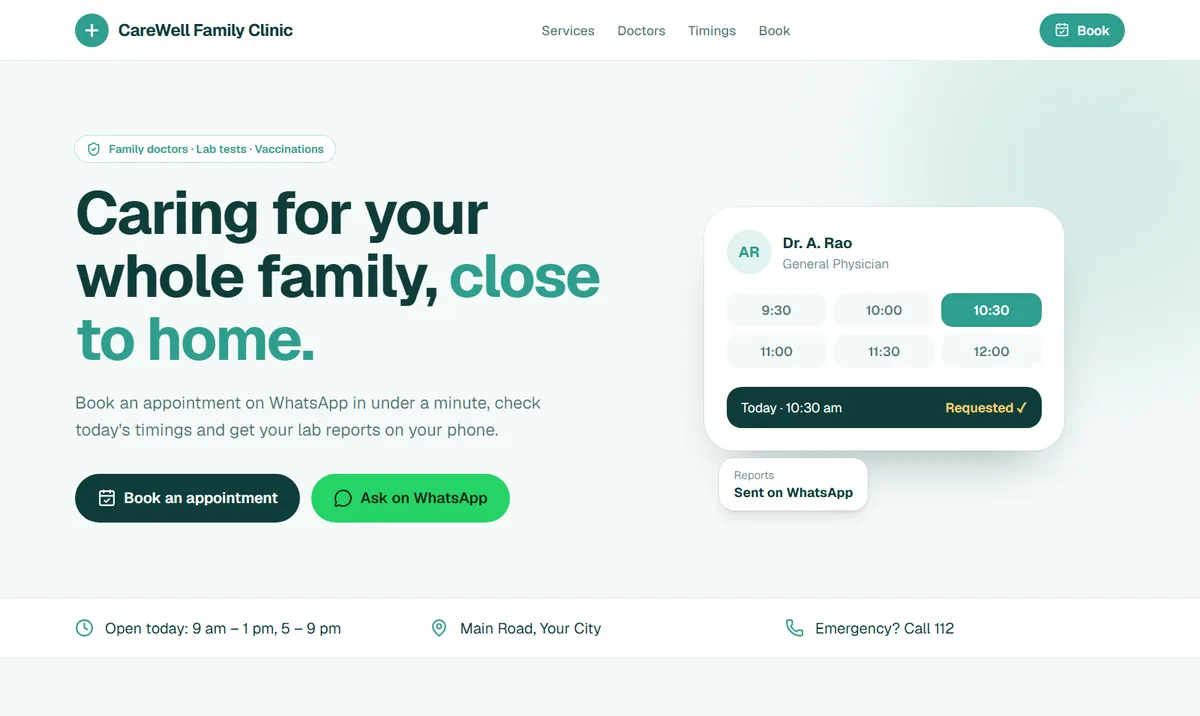 CareWell Family Clinic
Services
Doctors
Timings
Book
Book
Family doctors · Lab tests · Vaccinations
Caring for your
whole family, close
to home.
Book an appointment on WhatsApp in under a minute, check
today's timings and get your lab reports on your phone.
Book an appointment
Ask on WhatsApp
AR
Dr. A. Rao
General Physician
9:30
10:00
10:30
11:00
11:30
12:00
Today · 10:30 am
Requested ✓
Reports
Sent on WhatsApp
Open today: 9 am – 1 pm, 5 – 9 pm
Main Road, Your City
Emergency? Call 112